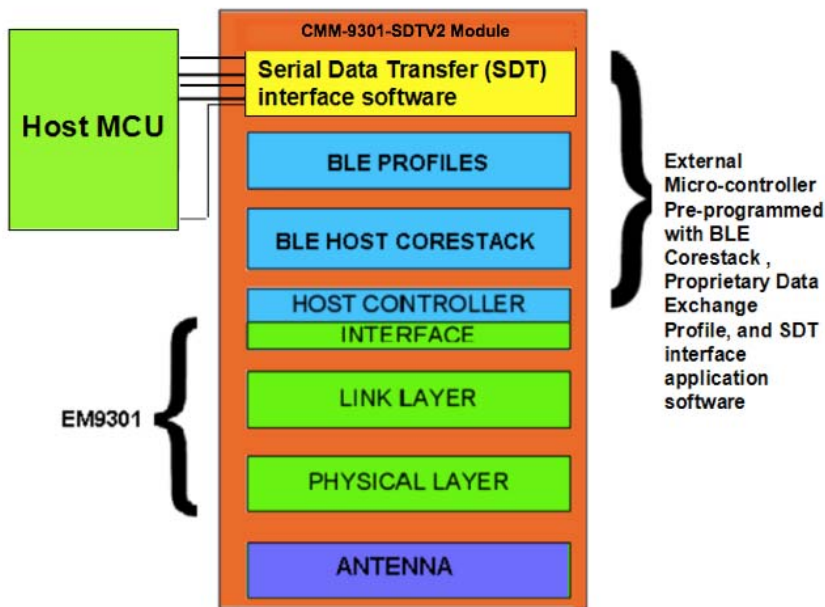 CMM-9301-SDTV2 Module
Host MCU
Serial Data Transfer (SDT)
interface software
BLE PROFILES
BLE HOST CORESTACK
HOST CONTROLLER
INTERFACE
LINK LAYER
PHYSICAL LAYER
ANTENNA
EM9301
External
Micro-controller
Pre-programmed
with BLE
Corestack ,
Proprietary Data
Exchange
Profile, and SDT
interface
application
software